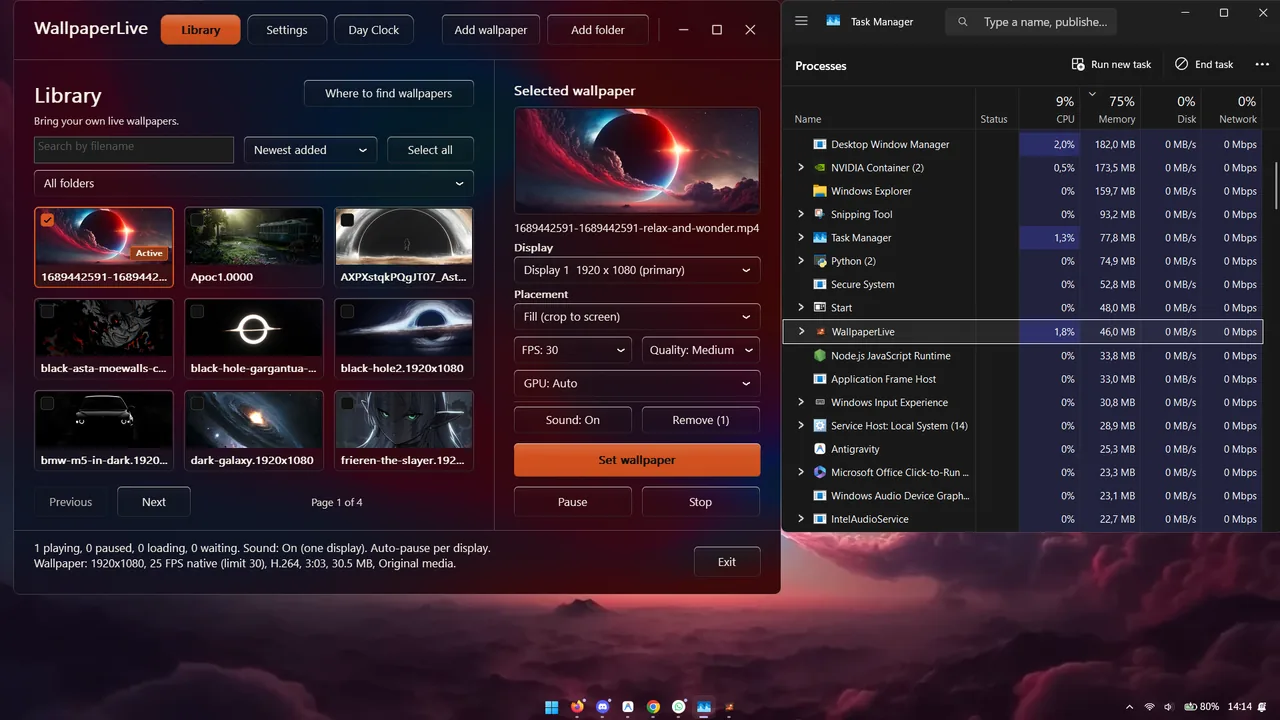 WallpaperLive
Library
Settings
Day Clock
Add wallpaper
Add folder
Library
Where to find wallpapers
Bring your own live wallpapers.
Search by filename
Newest added
Select all
All folders
Active
1689442591-1689442...
Apoc1.0000
AXPXstqkPQgJT07_Ast...
black-asta-moewalls-c...
black-hole-gargantua-...
black-hole2.1920x1080
bmw-m5-in-dark.1920...
dark-galaxy.1920x1080
frieren-the-slayer.192...
Previous
Next
Page 1 of 4
Selected wallpaper
1689442591-1689442591-relax-and-wonder.mp4
Display
Display 1  1920 x 1080 (primary)
Placement
Fill (crop to screen)
FPS: 30
Quality: Medium
GPU: Auto
Sound: On
Remove (1)
Set wallpaper
Pause
Stop
1 playing, 0 paused, 0 loading, 0 waiting. Sound: On (one display). Auto-pause per display.
Wallpaper: 1920x1080, 25 FPS native (limit 30), H.264, 3:03, 30.5 MB, Original media.
Exit
Task Manager
Type a name, publishe...
Processes
Run new task
End task
9% 75% 0% 0%
Name Status CPU Memory Disk Network
Desktop Window Manager 2,0% 182,0 MB 0 MB/s 0 Mbps
NVIDIA Container (2) 0,5% 173,5 MB 0 MB/s 0 Mbps
Windows Explorer 0% 159,7 MB 0 MB/s 0 Mbps
Snipping Tool 0% 93,2 MB 0 MB/s 0 Mbps
Task Manager 1,3% 77,8 MB 0 MB/s 0 Mbps
Python (2) 0% 74,9 MB 0 MB/s 0 Mbps
Secure System 0% 52,8 MB 0 MB/s 0 Mbps
Start 0% 48,0 MB 0 MB/s 0 Mbps
WallpaperLive 1,8% 46,0 MB 0 MB/s 0 Mbps
Node.js JavaScript Runtime 0% 33,8 MB 0 MB/s 0 Mbps
Application Frame Host 0% 33,0 MB 0 MB/s 0 Mbps
Windows Input Experience 0% 30,8 MB 0 MB/s 0 Mbps
Service Host: Local System (14) 0% 28,9 MB 0 MB/s 0 Mbps
Antigravity 0% 25,3 MB 0 MB/s 0 Mbps
Microsoft Office Click-to-Run ... 0% 23,3 MB 0 MB/s 0 Mbps
Windows Audio Device Graph... 0% 23,1 MB 0 MB/s 0 Mbps
IntelAudioService 0% 22,7 MB 0 MB/s 0 Mbps
80% 14:14